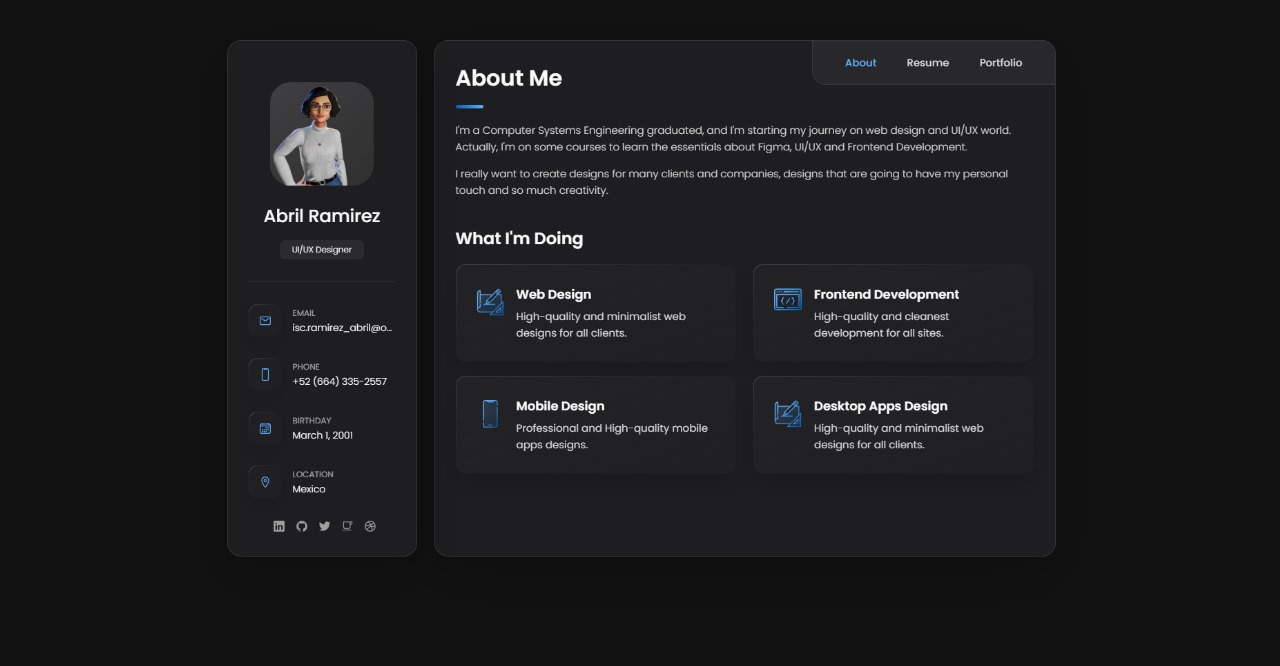 Abril Ramirez
UI/UX Designer
EMAIL
isc.ramirez_abril@o...
PHONE
+52 (664) 335-2557
BIRTHDAY
March 1, 2001
LOCATION
Mexico
About Resume Portfolio
About Me
I'm a Computer Systems Engineering graduated, and I'm starting my journey on web design and UI/UX world.
Actually, I'm on some courses to learn the essentials about Figma, UI/UX and Frontend Development.
I really want to create designs for many clients and companies, designs that are going to have my personal
touch and so much creativity.
What I'm Doing
Web Design
High-quality and minimalist web
designs for all clients.
Frontend Development
High-quality and cleanest
development for all sites.
Mobile Design
Professional and High-quality mobile
apps designs.
Desktop Apps Design
High-quality and minimalist web
designs for all clients.